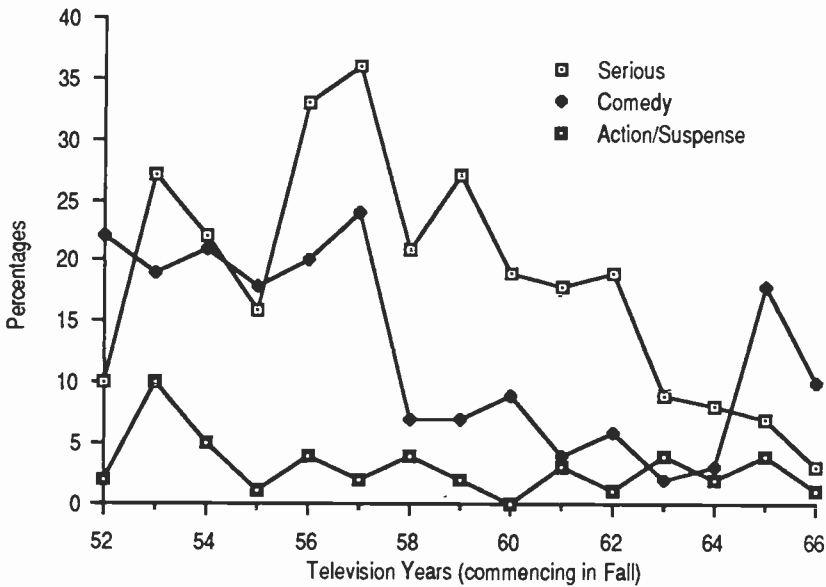 40
35
30
25
20
15
10
5
0
Percentages
Serious
Comedy
Action/Suspense
52 54 56 58 60 62 64 66
Television Years (commencing in Fall)